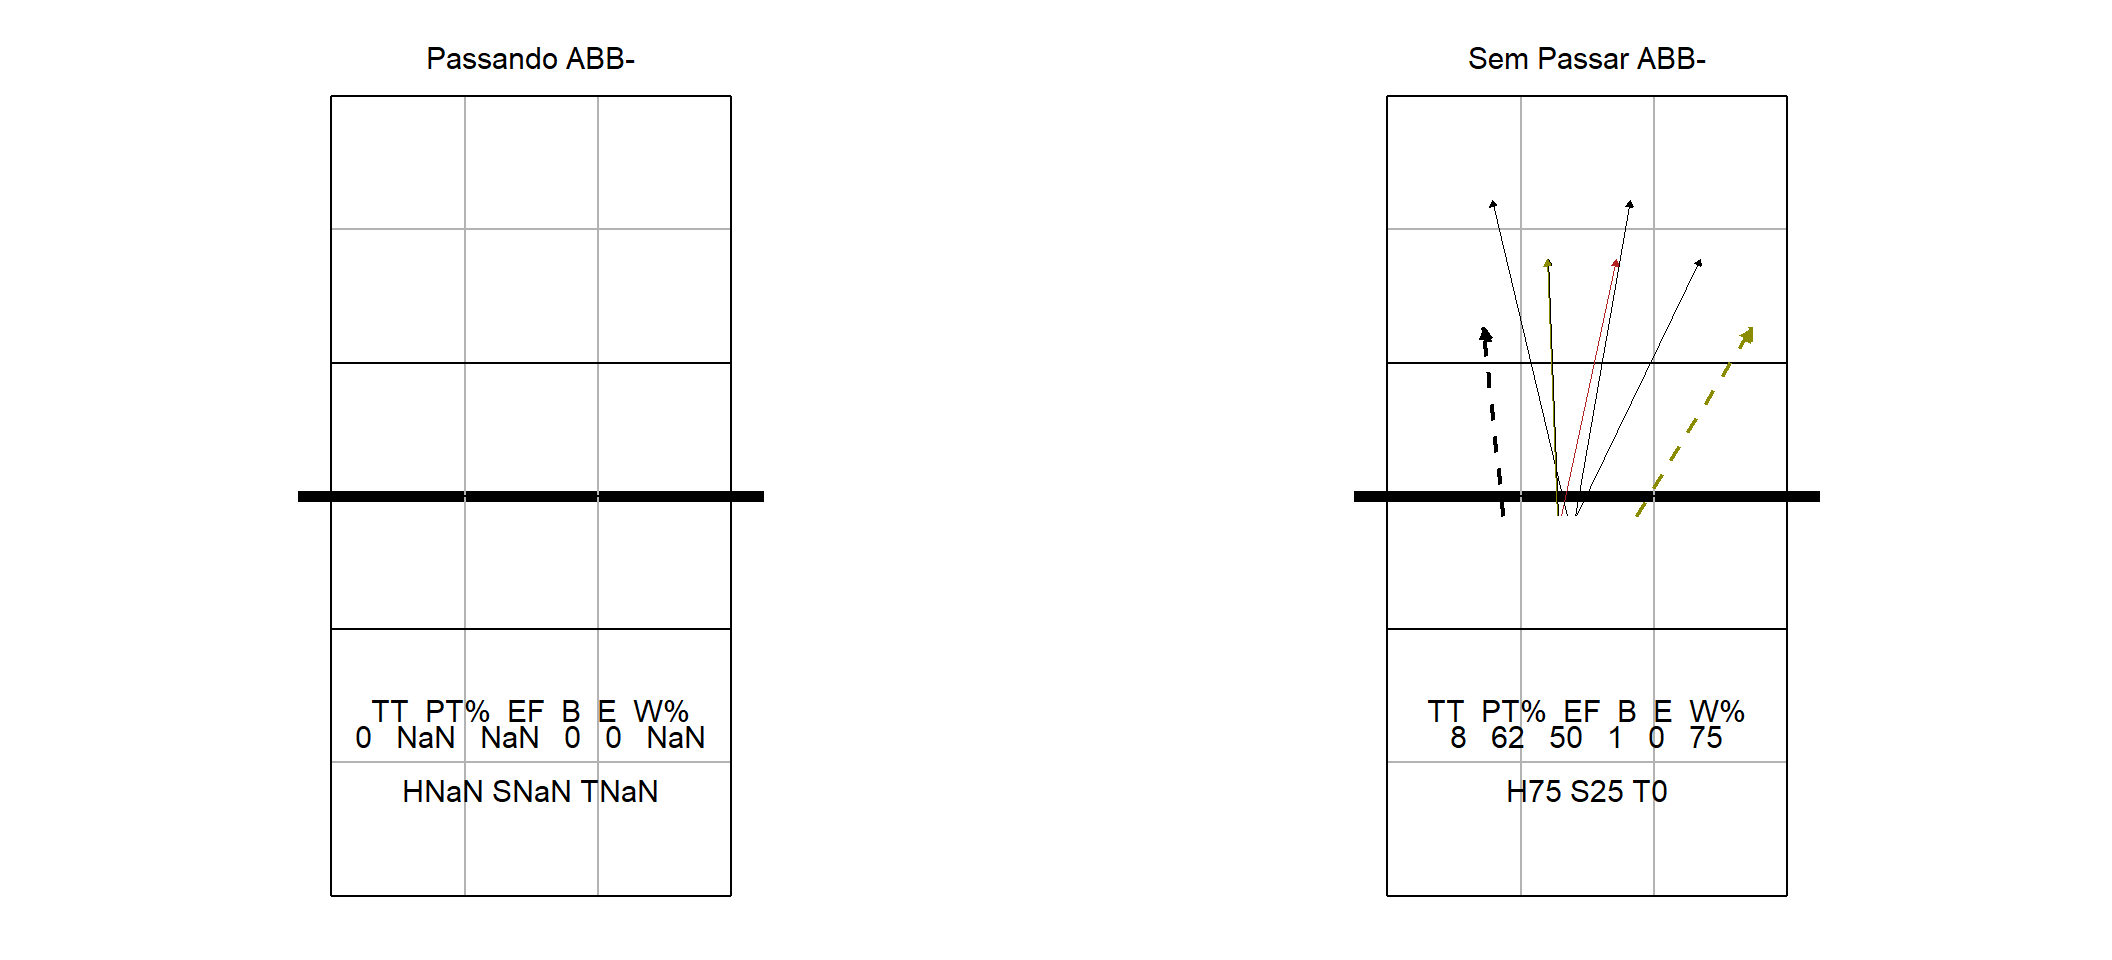 Passando ABB-
TT PT% EF B E W%
0 NaN NaN 0 0 NaN
HNaN SNaN TNaN
Sem Passar ABB-
TT PT% EF B E W%
8 62 50 1 0 75
H75 S25 T0